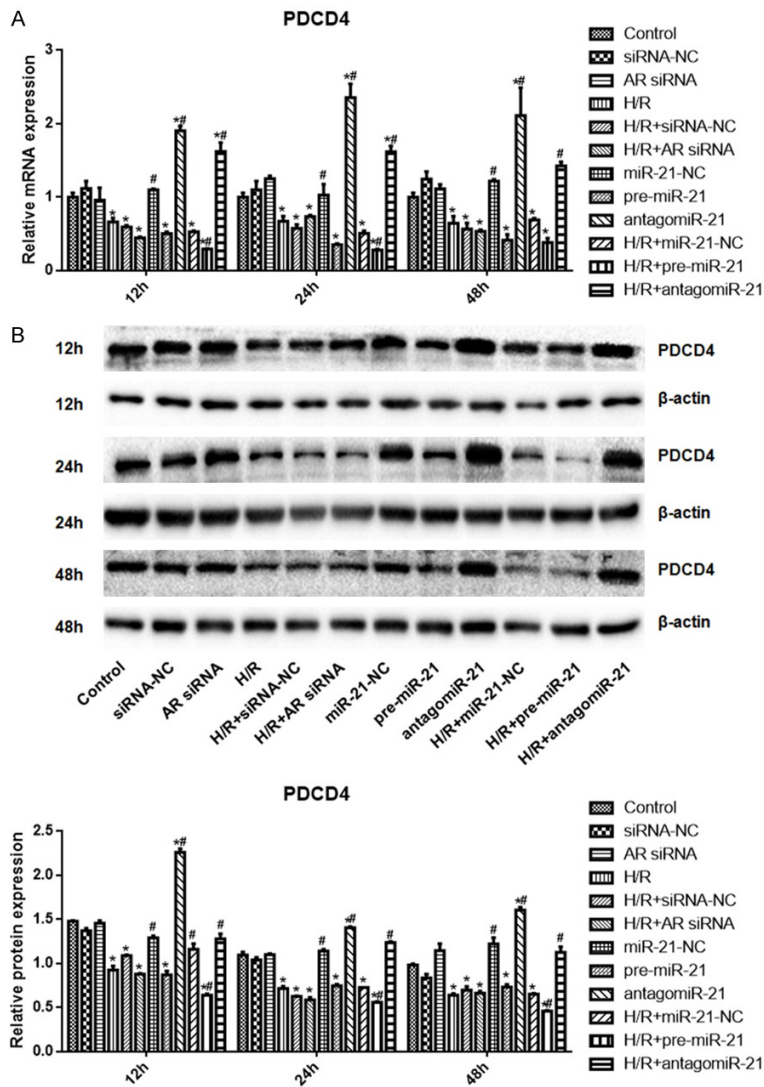 A
PDCD4
Relative mRNA expression
3
2
1
0
*
*
*
#
*
*#
*
*#
*#
*
*
*
#
*
*#
*
*#
*#
*
*
*
#
*
*#
*
*
#
12h
24h
48h
Control
siRNA-NC
AR siRNA
H/R
H/R+siRNA-NC
H/R+AR siRNA
miR-21-NC
pre-miR-21
antagomiR-21
H/R+miR-21-NC
H/R+pre-miR-21
H/R+antagomiR-21
B
12h PDCD4
12h β-actin
24h PDCD4
24h β-actin
48h PDCD4
48h β-actin
Control
siRNA-NC
AR siRNA
H/R
H/R+siRNA-NC
H/R+AR siRNA
miR-21-NC
pre-miR-21
antagomiR-21
H/R+miR-21-NC
H/R+pre-miR-21
H/R+antagomiR-21
PDCD4
Relative protein expression
2.5
2.0
1.5
1.0
0.5
0.0
*
*
*
#
*
*#
#
*#
#
*
*
*
#
*
*#
*
*#
#
*
*
*
#
*
*#
*
*#
#
12h
24h
48h
Control
siRNA-NC
AR siRNA
H/R
H/R+siRNA-NC
H/R+AR siRNA
miR-21-NC
pre-miR-21
antagomiR-21
H/R+miR-21-NC
H/R+pre-miR-21
H/R+antagomiR-21